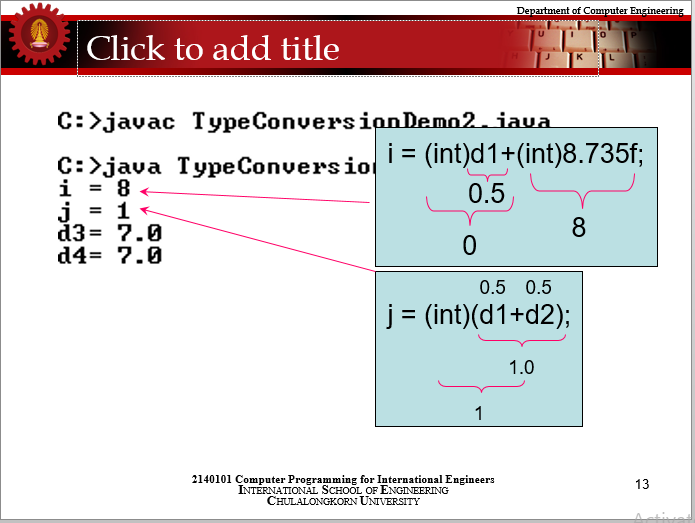 Department of Computer Engineering
Click to add title
C:>javac TypeConversionDemo2.java
C:>java TypeConversion
i = 8
j = 1
d3= 7.0
d4= 7.0
i = (int)d1+(int)8.735f;
0.5
8
0
0.5 0.5
j = (int)(d1+d2);
1.0
1
2140101 Computer Programming for International Engineers
INTERNATIONAL SCHOOL OF ENGINEERING
CHULALONGKORN UNIVERSITY
13